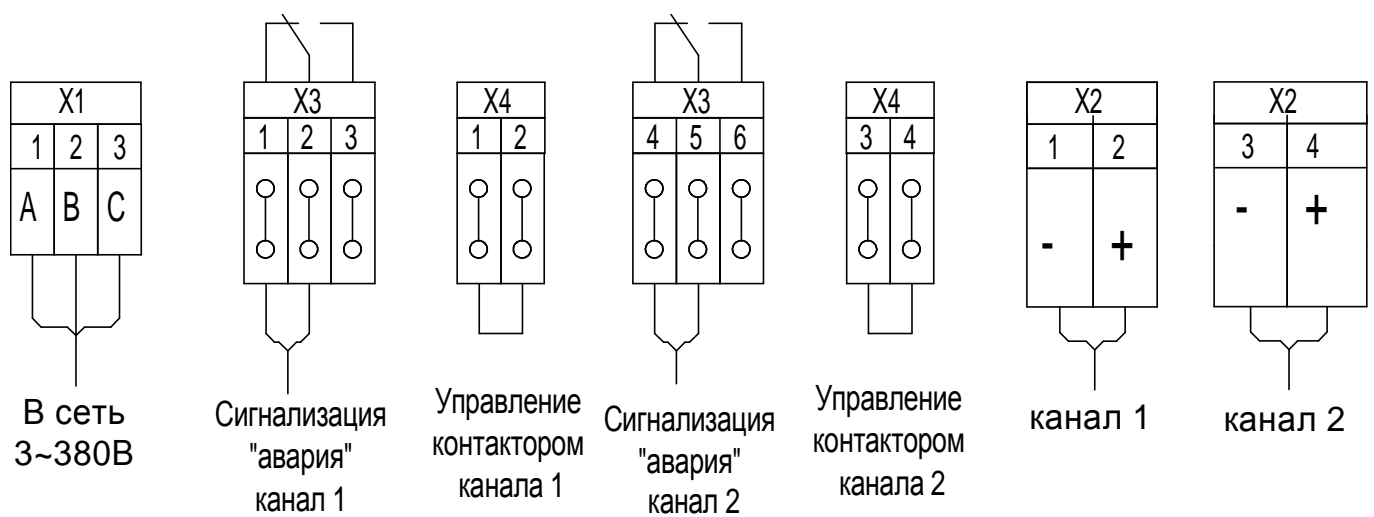 X1
1 2 3
A B C
В сеть
3~380В
X3
1 2 3
Сигнализация
"авария"
канал 1
X4
1 2
Управление
контактором
канала 1
X3
4 5 6
Сигнализация
"авария"
канал 2
X4
3 4
Управление
контактором
канала 2
X2
1 2
- +
канал 1
X2
3 4
- +
канал 2